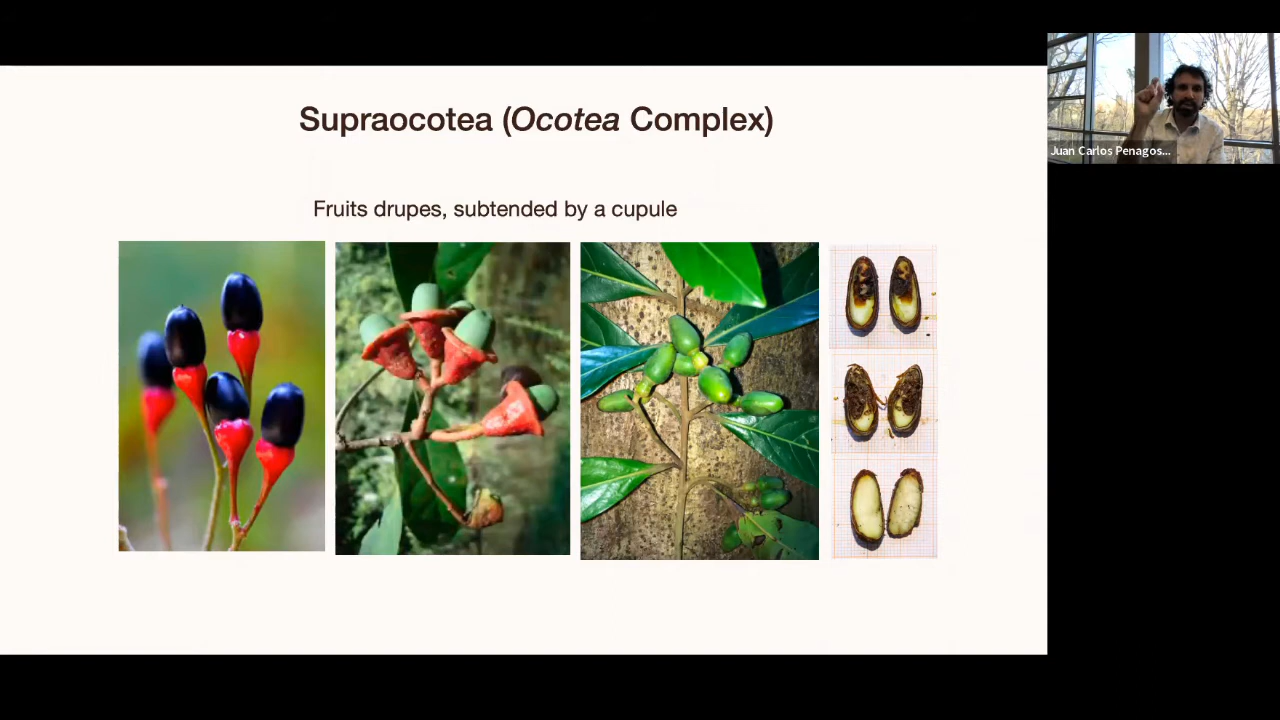 Supraocotea (Ocotea Complex)
Fruits drupes, subtended by a cupule
Juan Carlos Penagos...